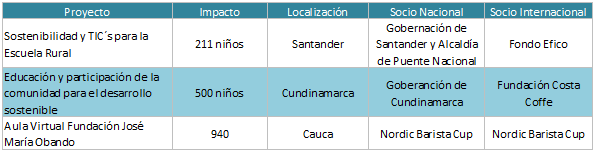 Proyecto Impacto Localización Socio Nacional Socio Internacional
Sostenibilidad y TIC´s para la
Escuela Rural
211 niños
Santander
Gobernación de
Santander y Alcaldía
de Puente Nacional
Fondo Efico
Educación y participación de la
comunidad para el desarrollo
sostenible
500 niños
Cundinamarca
Goberanción de
Cundinamarca
Fundación Costa
Coffe
Aula Virtual Fundación José
María Obando
940
Cauca
Nordic Barista Cup
Nordic Barista Cup